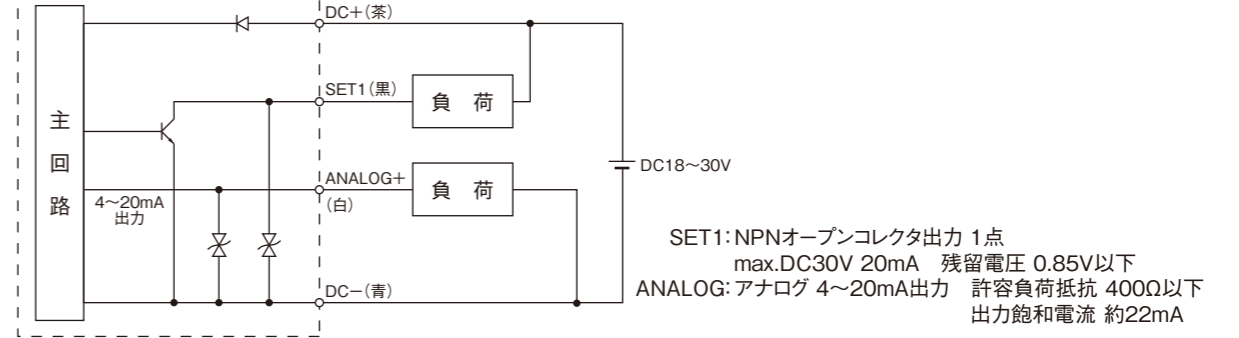 DC+(茶)
SET1(黒)
負 荷
主回路
DC18～30V
ANALOG+
(白)
負 荷
4～20mA
出力
DC−(青)
SET1:NPNオープンコレクタ出力 1点
max.DC30V 20mA 残留電圧 0.85V以下
ANALOG:アナログ 4～20mA出力 許容負荷抵抗 400Ω以下
出力飽和電流 約22mA